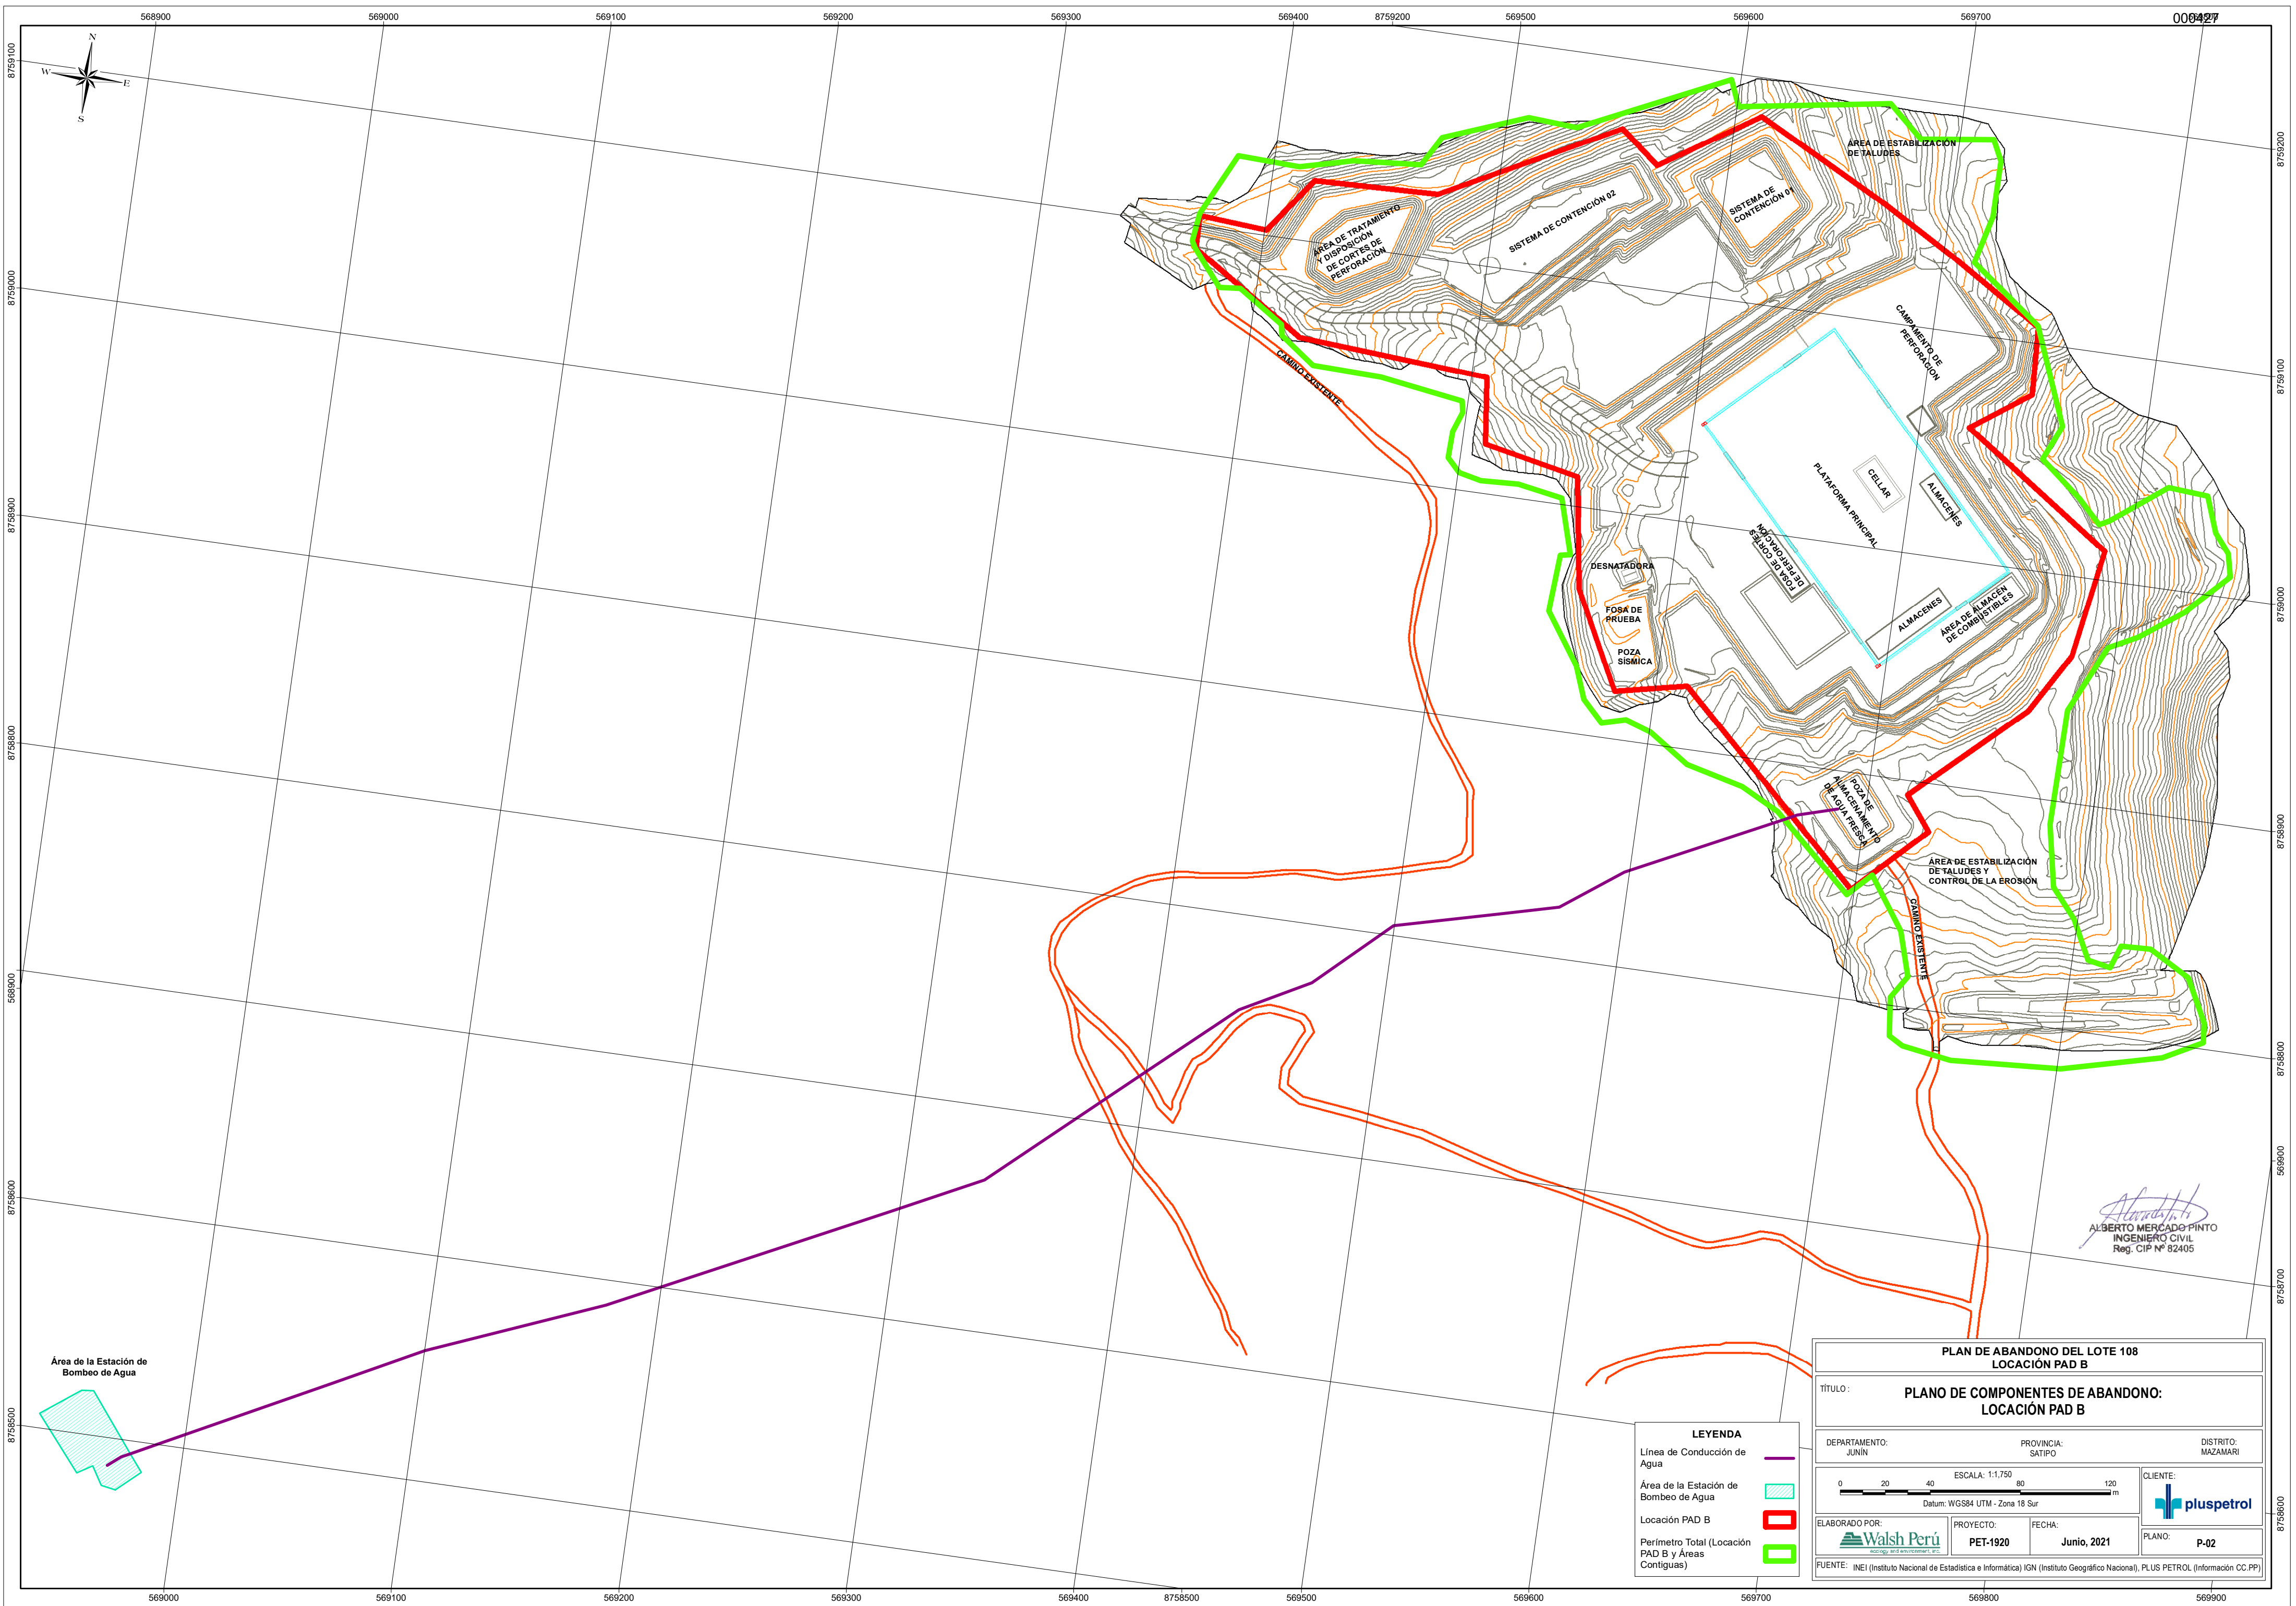 568900
569000
569100
569200
569300
569400
8759200
569500
569600
569700
000427
N
W
E
S
8759100
8759000
8758900
8758800
568900
8758600
8758500
8759200
8759100
8759000
8758900
8758800
569900
8758700
8758600
ÁREA DE ESTABILIZACIÓN
DE TALUDES
SISTEMA DE
CONTENCIÓN 01
SISTEMA DE CONTENCIÓN 02
ÁREA DE TRATAMIENTO
Y DISPOSICIÓN
DE CORTES DE
PERFORACIÓN
CAMINO EXISTENTE
CAMPAMENTO DE
PERFORACIÓN
PLATAFORMA PRINCIPAL
CELLAR
ALMACENES
FOSA DE CORTES
DE PERFORACIÓN
DESNATADORA
FOSA DE
PRUEBA
POZA
SÍSMICA
ALMACENES
ÁREA DE ALMACÉN
DE COMBUSTIBLES
POZA DE
ALMACENAMIENTO
DE AGUA FRESCA
ÁREA DE ESTABILIZACIÓN
DE TALUDES Y
CONTROL DE LA EROSIÓN
CAMINO EXISTENTE
ALBERTO MERCADO PINTO
INGENIERO CIVIL
Reg. CIP Nº 82405
Área de la Estación de
Bombeo de Agua
LEYENDA
Línea de Conducción de
Agua
Área de la Estación de
Bombeo de Agua
Locación PAD B
Perímetro Total (Locación
PAD B y Áreas
Contiguas)
PLAN DE ABANDONO DEL LOTE 108
LOCACIÓN PAD B
TÍTULO :
PLANO DE COMPONENTES DE ABANDONO:
LOCACIÓN PAD B
DEPARTAMENTO:
JUNÍN
PROVINCIA:
SATIPO
DISTRITO:
MAZAMARI
ESCALA: 1:1,750
0 20 40 80 120
m
Datum: WGS84 UTM - Zona 18 Sur
CLIENTE:
pluspetrol
ELABORADO POR:
Walsh Perú
ecology and environment, inc.
PROYECTO:
PET-1920
FECHA:
Junio, 2021
PLANO:
P-02
FUENTE: INEI (Instituto Nacional de Estadística e Informática) IGN (Instituto Geográfico Nacional), PLUS PETROL (Información CC.PP)
569000
569100
569200
569300
569400
8758500
569500
569600
569700
569800
569900